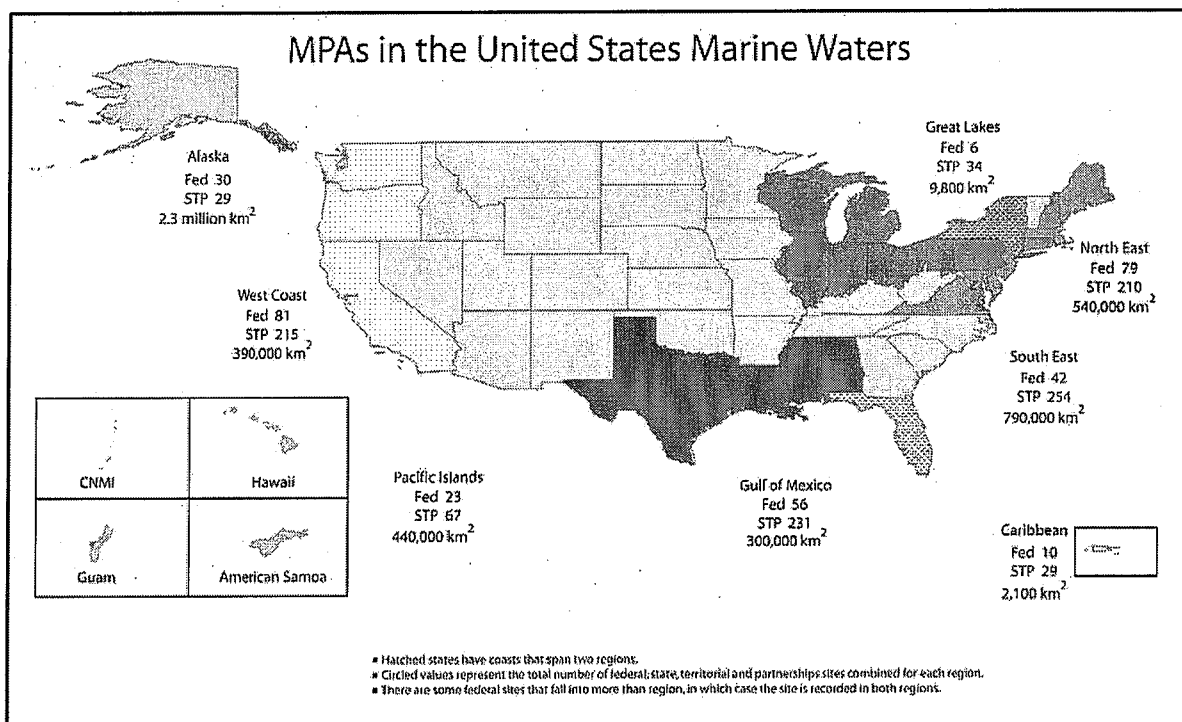 MPAs in the United States Marine Waters
Alaska
Fed 30
STP 29
2.3 million km²
Great Lakes
Fed 6
STP 34
9,800 km²
North East
Fed 79
STP 210
540,000 km²
West Coast
Fed 81
STP 215
390,000 km²
South East
Fed 42
STP 254
790,000 km²
CNMI
Hawaii
Guam
American Samoa
Pacific Islands
Fed 23
STP 67
440,000 km²
Gulf of Mexico
Fed 56
STP 231
300,000 km²
Caribbean
Fed 10
STP 29
2,100 km²
▪ Hatched states have coasts that span two regions.
▪ Circled values represent the total number of federal, state, territorial and partnerships sites combined for each region.
▪ There are some federal sites that fall into more than region, in which case the site is recorded in both regions.